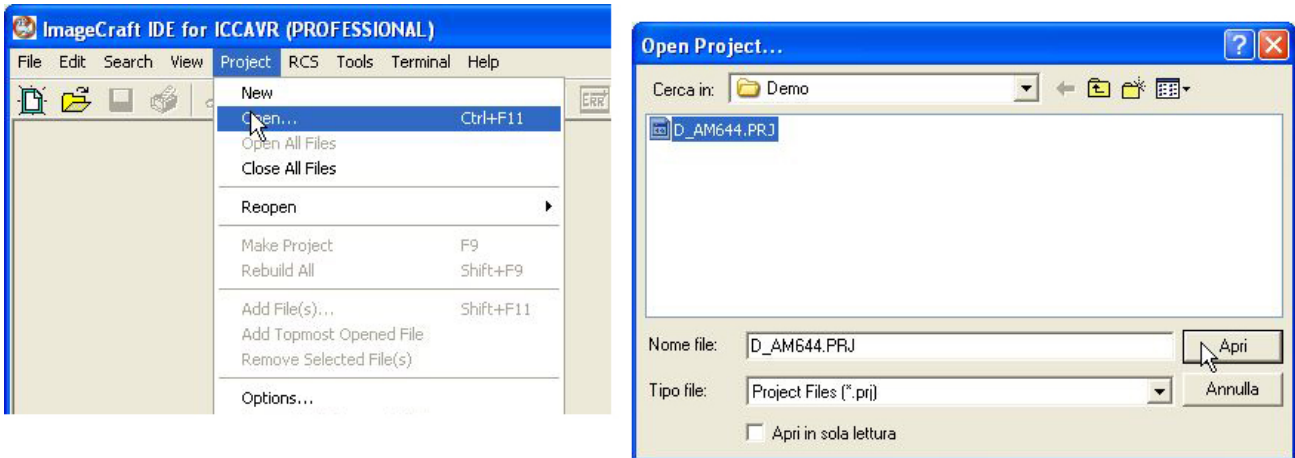 ImageCraft IDE for ICCAVR (PROFESSIONAL)
File Edit Search View Project RCS Tools Terminal Help
ERR
New
Open... Ctrl+F11
Open All Files
Close All Files
Reopen
Make Project F9
Rebuild All Shift+F9
Add File(s)... Shift+F11
Add Topmost Opened File
Remove Selected File(s)
Options...
Open Project...
Cerca in: Demo
D_AM644.PRJ
Nome file: D_AM644.PRJ Apri
Tipo file: Project Files (*.prj) Annulla
Apri in sola lettura